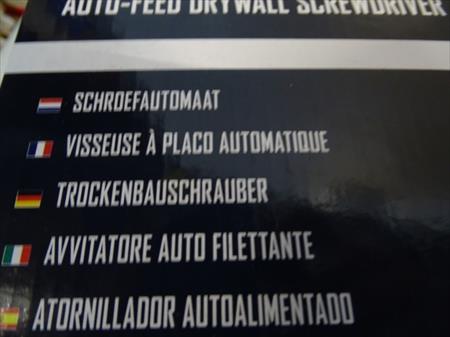 AUTO-FEED DRYWALL SCREWDRIVER
SCHROEFAUTOMAAT
VISSEUSE À PLACO AUTOMATIQUE
TROCKENBAUSCHRAUBER
AVVITATORE AUTO FILETTANTE
ATORNILLADOR AUTOALIMENTADO